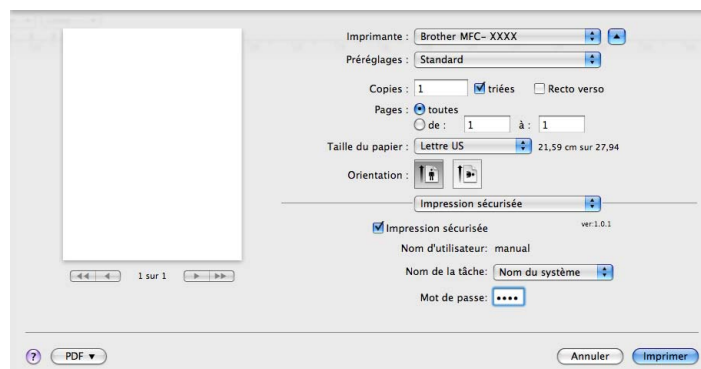 Imprimante : Brother MFC- XXXX
Préréglages : Standard
Copies : 1 triées Recto verso
Pages : toutes
de : 1 à : 1
Taille du papier : Lettre US 21,59 cm sur 27,94
Orientation :
Impression sécurisée
Impression sécurisée ver:1.0.1
Nom d'utilisateur: manual
Nom de la tâche: Nom du système
Mot de passe: ••••
1 sur 1
? PDF ▼ Annuler Imprimer